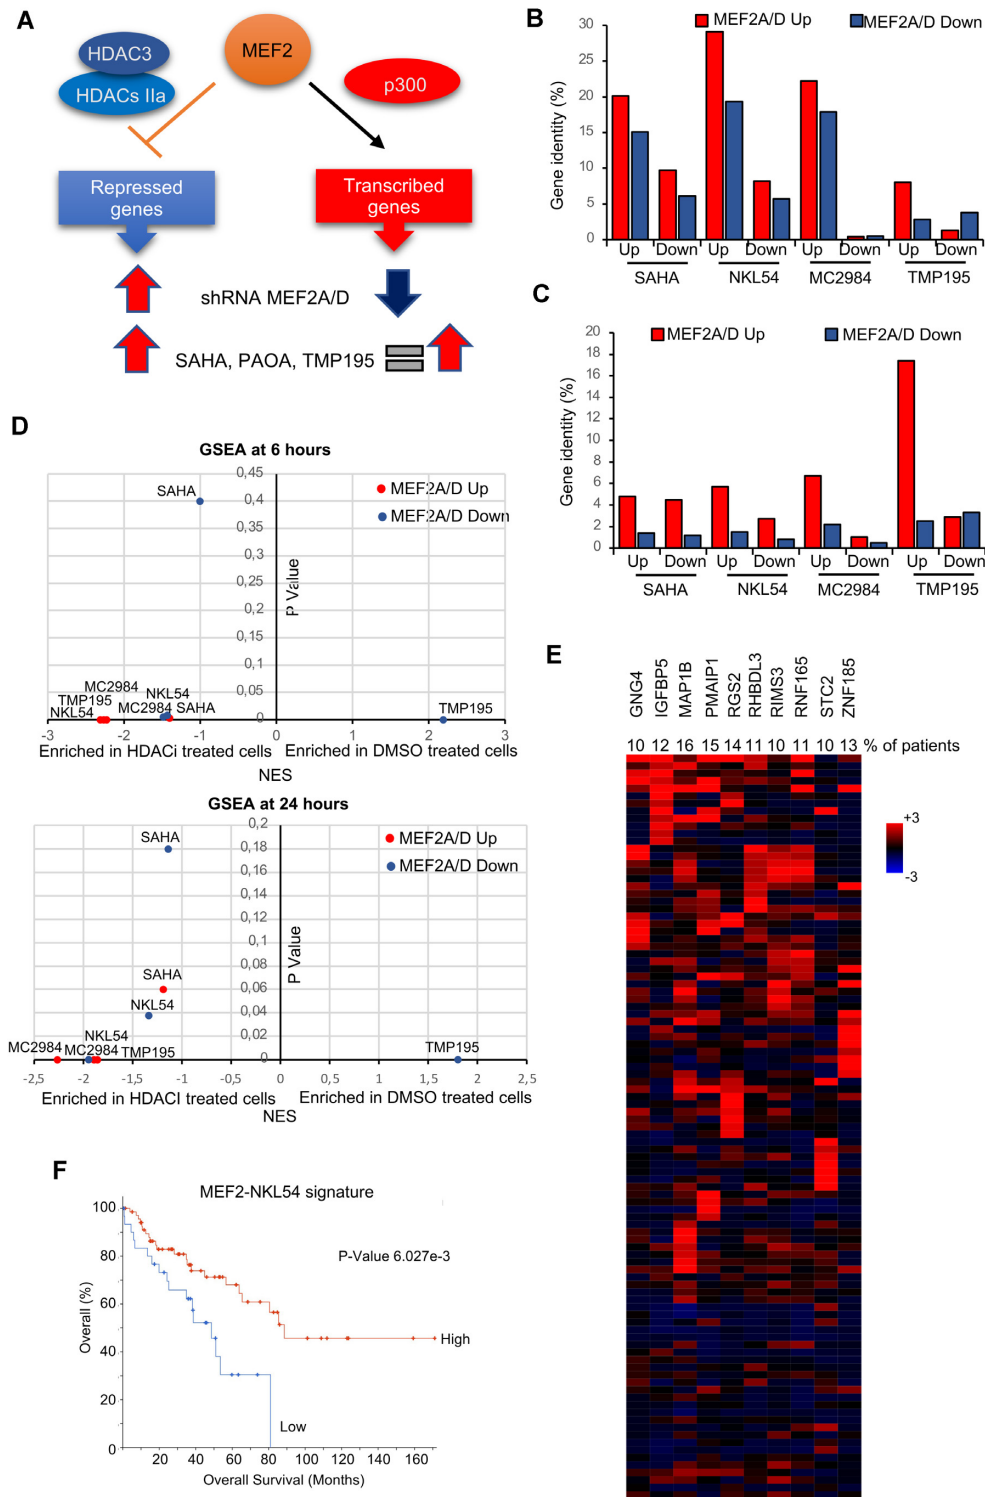 A
HDAC3
HDACs IIa
MEF2
p300
Repressed
genes
Transcribed
genes
shRNA MEF2A/D
SAHA, PAOA, TMP195
B
MEF2A/D Up
MEF2A/D Down
Gene identity (%)
30
25
20
15
10
5
0
Up Down Up Down Up Down Up Down
SAHA NKL54 MC2984 TMP195
C
MEF2A/D Up
MEF2A/D Down
Gene identity (%)
20
18
16
14
12
10
8
6
4
2
0
Up Down Up Down Up Down Up Down
SAHA NKL54 MC2984 TMP195
D
GSEA at 6 hours
0,45
0,4
0,35
0,3
0,25
0,2
0,15
0,1
0,05
0
P Value
MEF2A/D Up
MEF2A/D Down
SAHA
MC2984
TMP195
NKL54
NKL54
MC2984 SAHA
TMP195
-3 -2 -1 0 1 2 3
Enriched in HDACi treated cells
Enriched in DMSO treated cells
NES
GSEA at 24 hours
0,2
0,18
0,16
0,14
0,12
0,1
0,08
0,06
0,04
0,02
0
P Value
MEF2A/D Up
MEF2A/D Down
SAHA
SAHA
NKL54
NKL54
MC2984 MC2984 TMP195
TMP195
-2,5 -2 -1,5 -1 -0,5 0 0,5 1 1,5 2 2,5
Enriched in HDACI treated cells
Enriched in DMSO treated cells
NES
E
GNG4
IGFBP5
MAP1B
PMAIP1
RGS2
RHBDL3
RIMS3
RNF165
STC2
ZNF185
10 12 16 15 14 11 10 11 10 13 % of patients
+3
-3
F
MEF2-NKL54 signature
P-Value 6.027e-3
Overall (%)
100
80
60
40
20
0
High
Low
20 40 60 80 100 120 140 160
Overall Survival (Months)